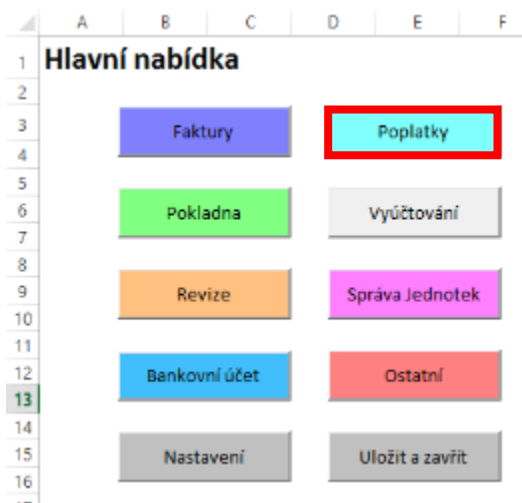 A B C D E F
1 Hlavní nabídka
2
3 Faktury Poplatky
4
5
6 Pokladna Vyúčtování
7
8
9 Revize Správa Jednotek
10
11
12 Bankovní účet Ostatní
13
14
15 Nastavení Uložit a zavřít
16